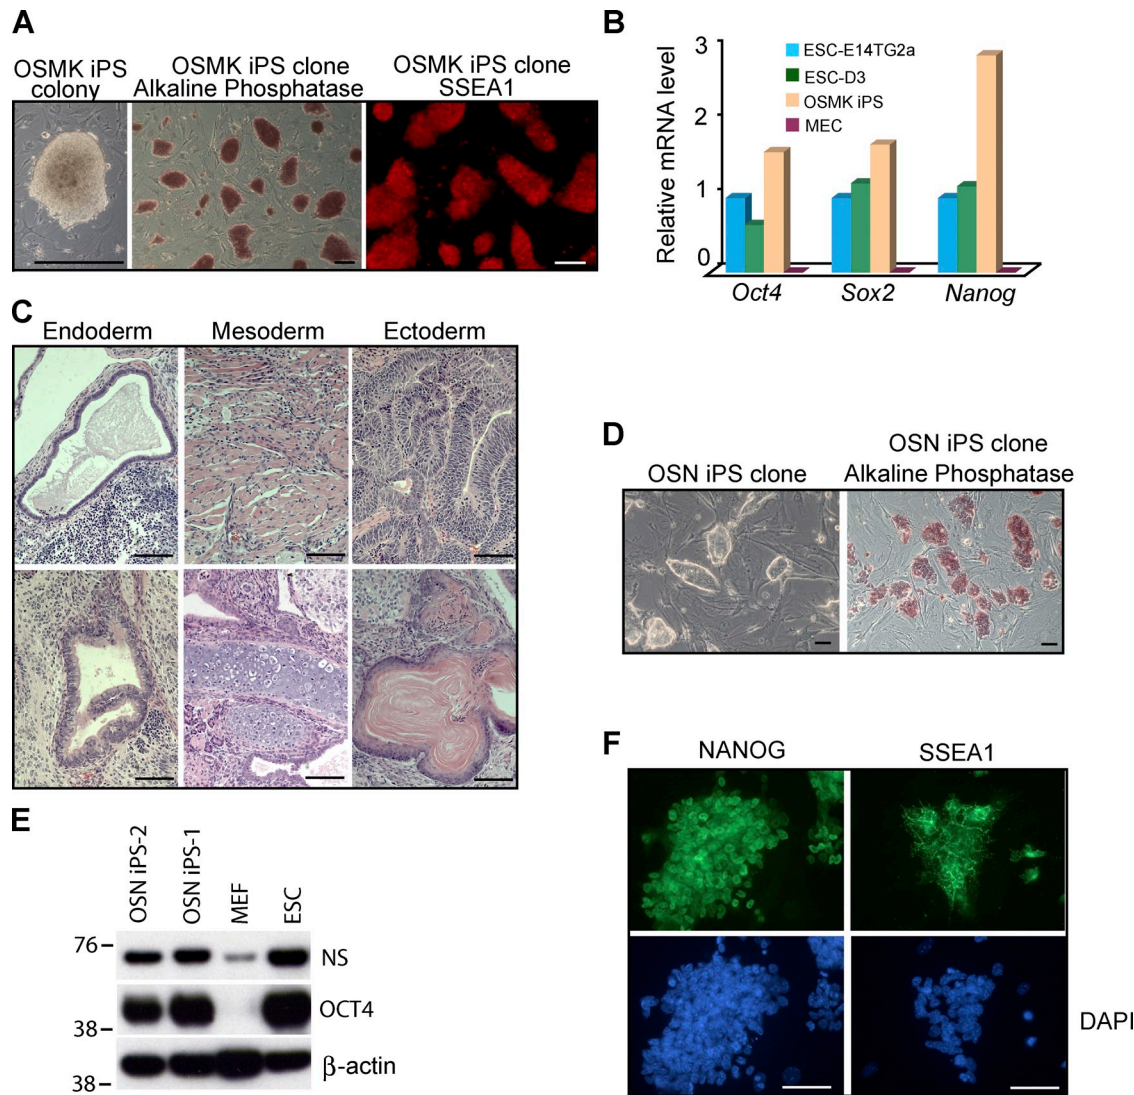 A
OSMK iPS
colony
OSMK iPS clone
Alkaline Phosphatase
OSMK iPS clone
SSEA1
B
Relative mRNA level
3
2
1
0
ESC-E14TG2a
ESC-D3
OSMK iPS
MEC
Oct4
Sox2
Nanog
C
Endoderm
Mesoderm
Ectoderm
D
OSN iPS clone
OSN iPS clone
Alkaline Phosphatase
E
OSN iPS-2
OSN iPS-1
MEF
ESC
76
NS
OCT4
38
β-actin
38
F
NANOG
SSEA1
DAPI